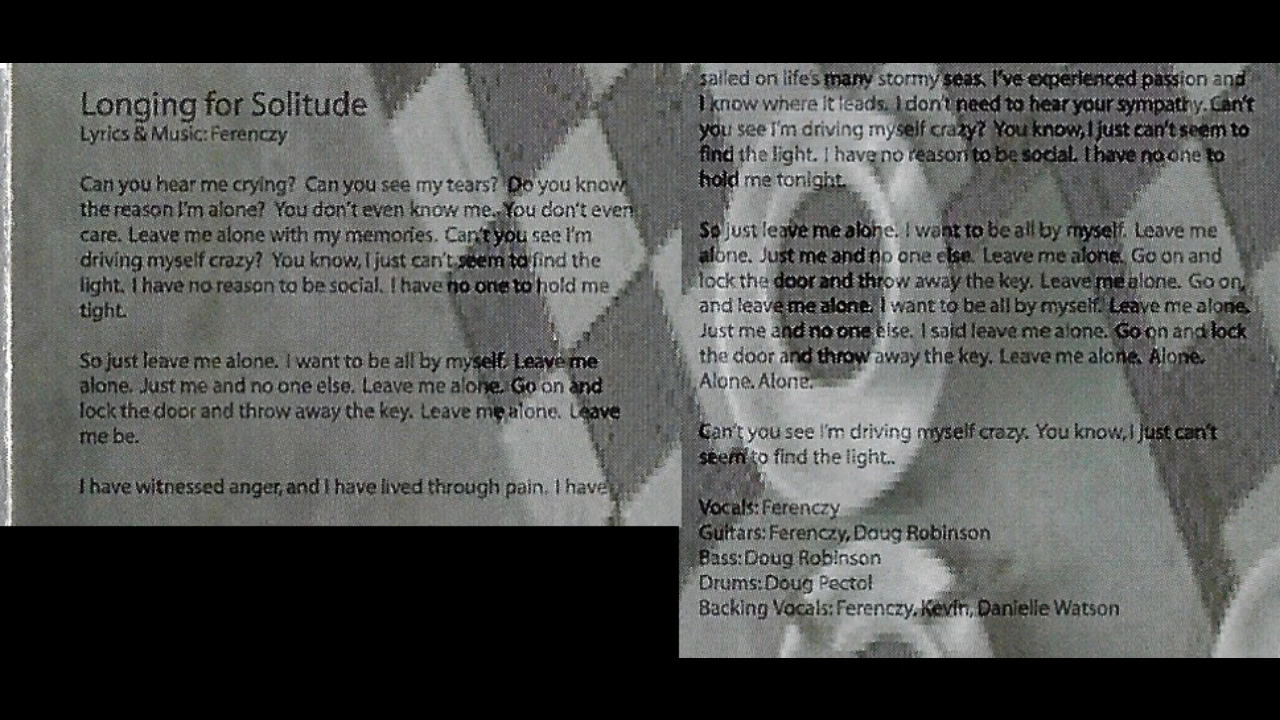 Longing for Solitude
Lyrics & Music: Ferenczy
Can you hear me crying? Can you see my tears? Do you know
the reason I'm alone? You don't even know me. You don't even
care. Leave me alone with my memories. Can't you see I'm
driving myself crazy? You know, I just can't seem to find the
light. I have no reason to be social. I have no one to hold me
tight.
So just leave me alone. I want to be all by myself. Leave me
alone. Just me and no one else. Leave me alone. Go on and
lock the door and throw away the key. Leave me alone. Leave
me be.
I have witnessed anger, and I have lived through pain. I have
sailed on life's many stormy seas. I've experienced passion and
I know where it leads. I don't need to hear your sympathy. Can't
you see I'm driving myself crazy? You know, I just can't seem to
find the light. I have no reason to be social. I have no one to
hold me tonight.
So just leave me alone. I want to be all by myself. Leave me
alone. Just me and no one else. Leave me alone. Go on and
lock the door and throw away the key. Leave me alone. Go on,
and leave me alone. I want to be all by myself. Leave me alone.
Just me and no one else. I said leave me alone. Go on and lock
the door and throw away the key. Leave me alone. Alone.
Alone. Alone.
Can't you see I'm driving myself crazy. You know, I just can't
seem to find the light..
Vocals: Ferenczy
Guitars: Ferenczy, Doug Robinson
Bass: Doug Robinson
Drums: Doug Pectol
Backing Vocals: Ferenczy, Kevin, Danielle Watson